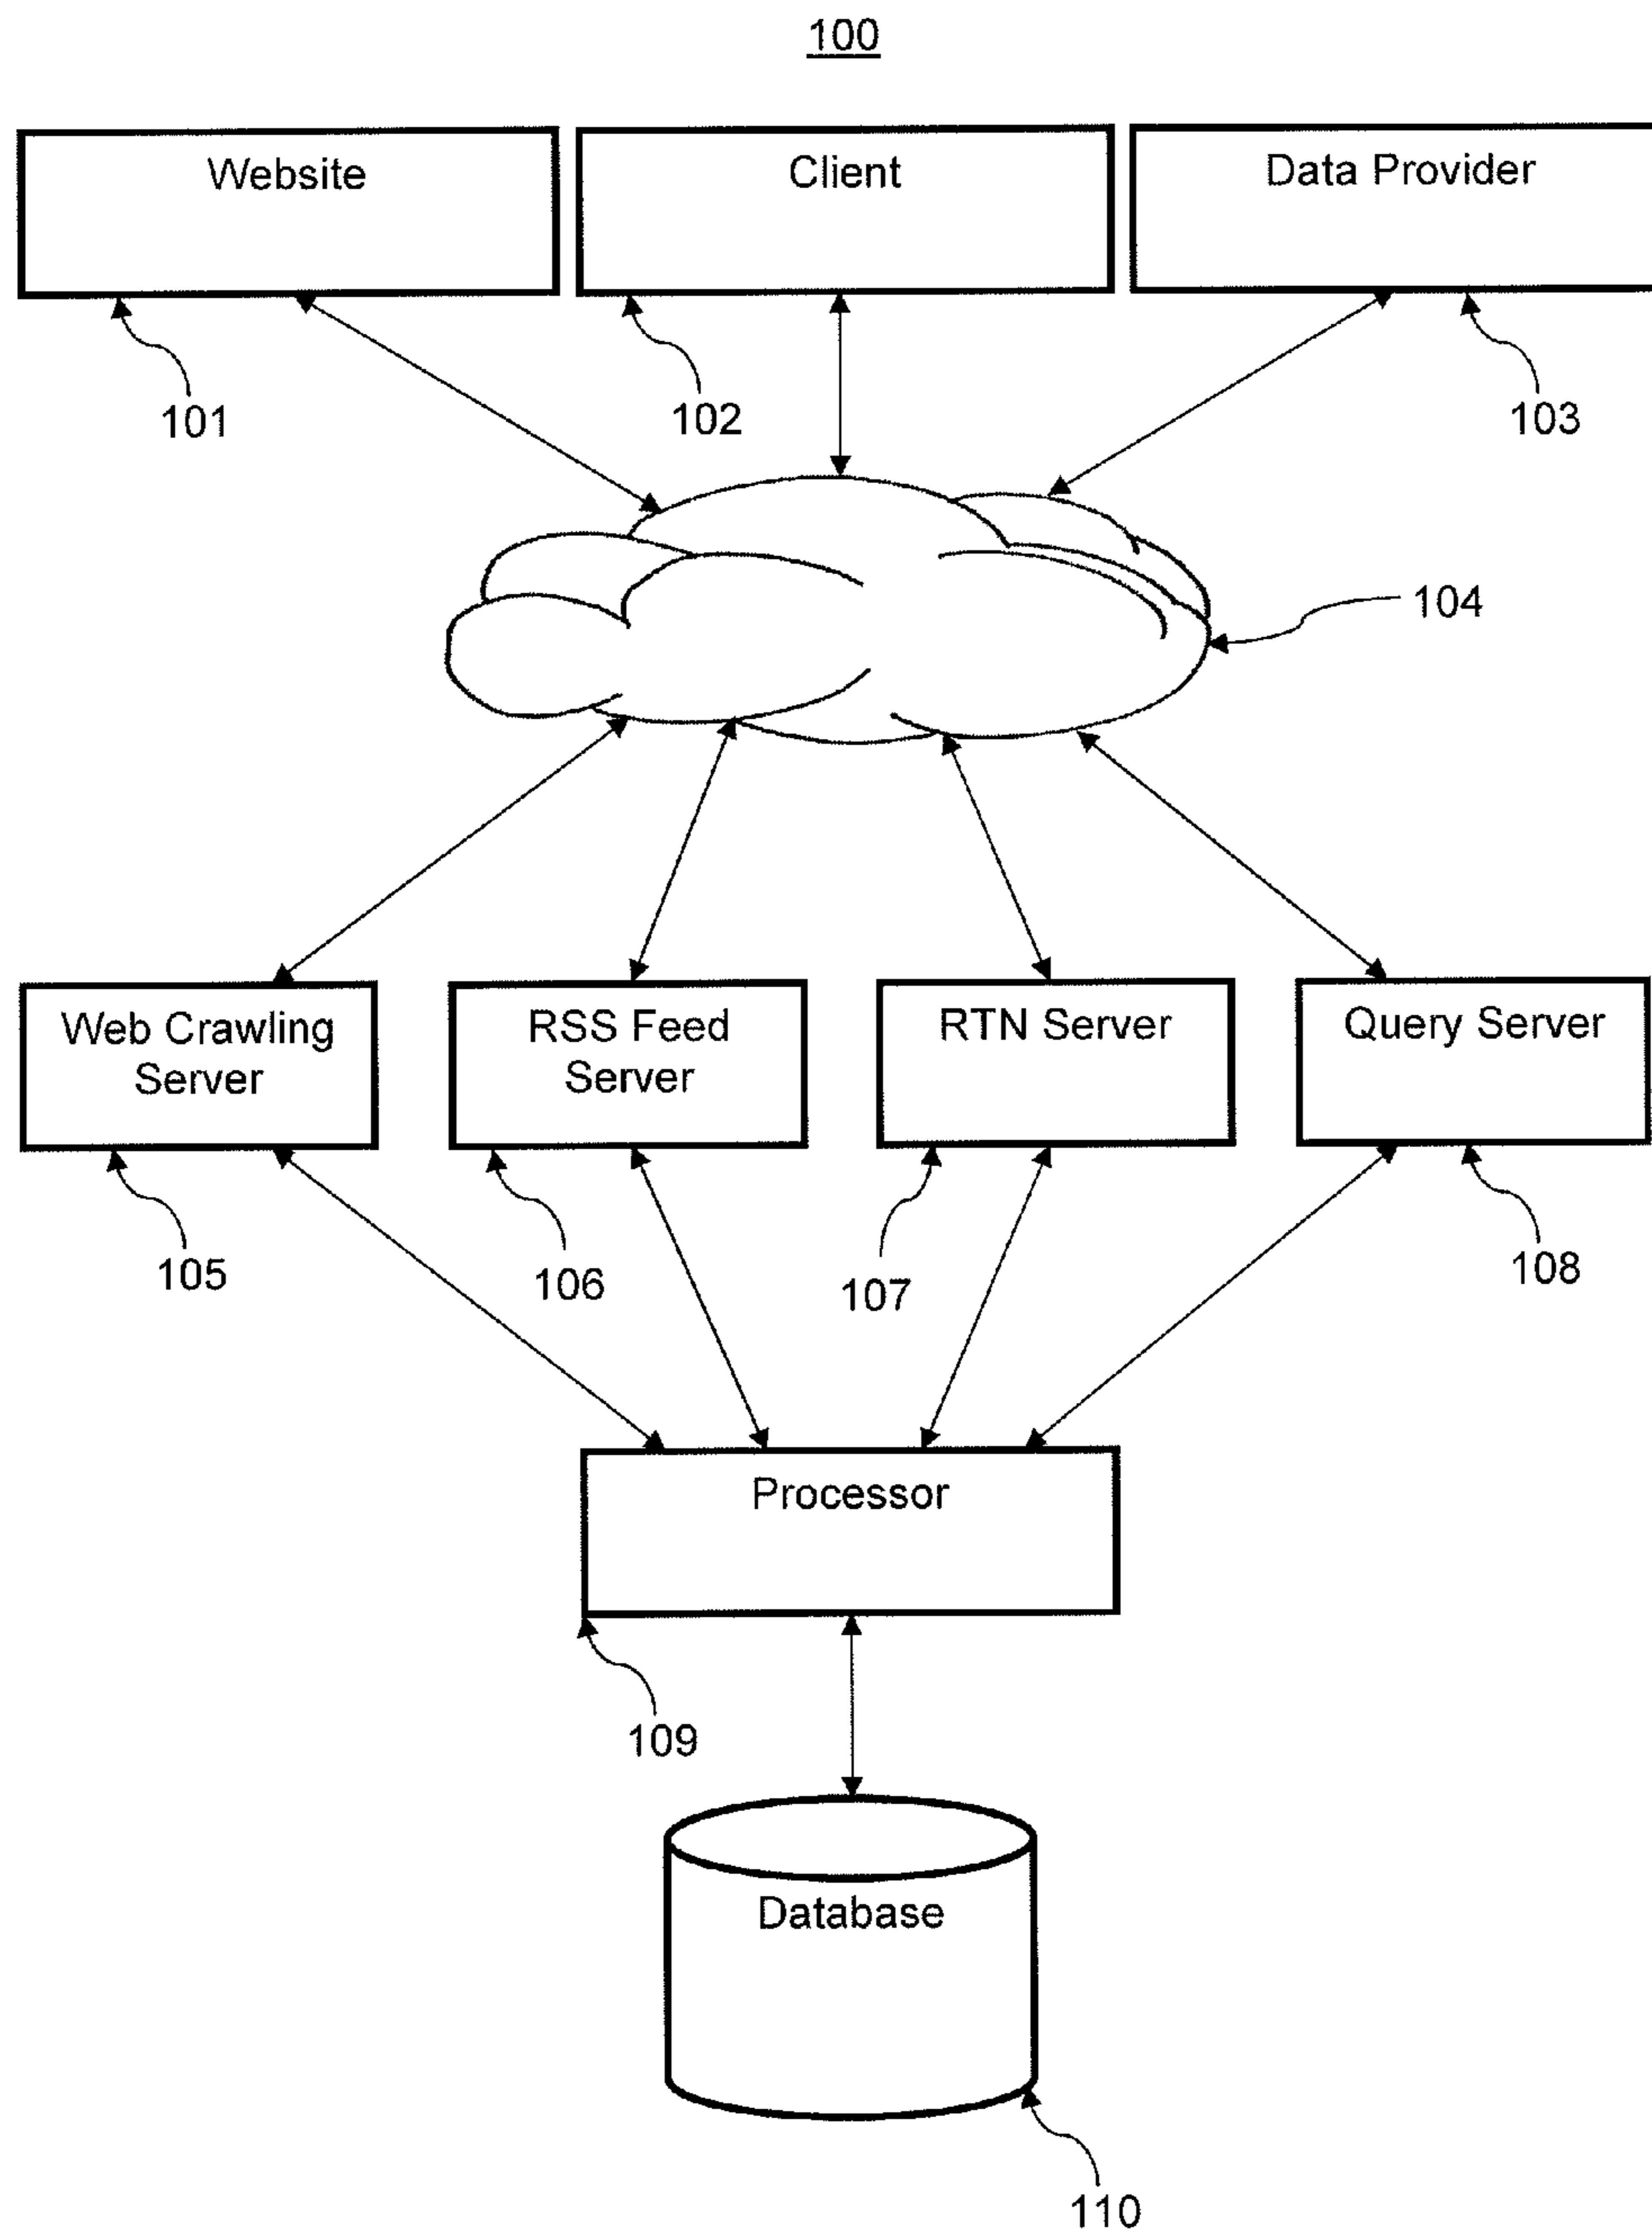 100
Website
Client
Data Provider
101
102
103
104
Web Crawling
Server
RSS Feed
Server
RTN Server
Query Server
105
106
107
108
Processor
109
Database
110